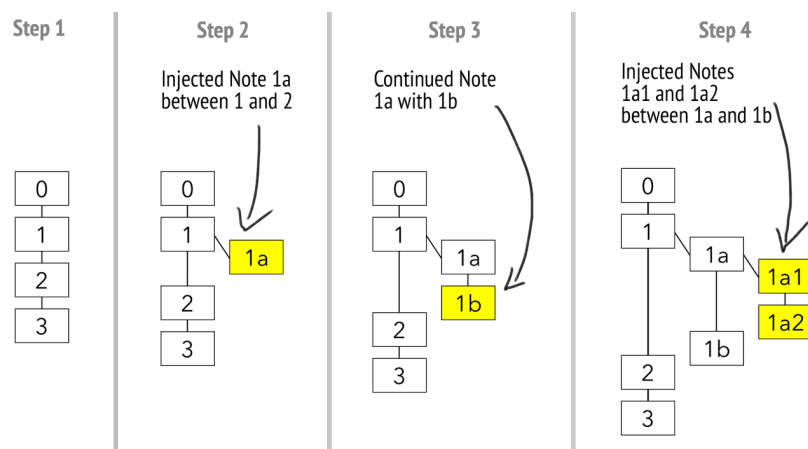 Step 1
0
1
2
3
Step 2
Injected Note 1a
between 1 and 2
0
1
1a
2
3
Step 3
Continued Note
1a with 1b
0
1
1a
1b
2
3
Step 4
Injected Notes
1a1 and 1a2
between 1a and 1b
0
1
1a
1a1
1a2
1b
2
3